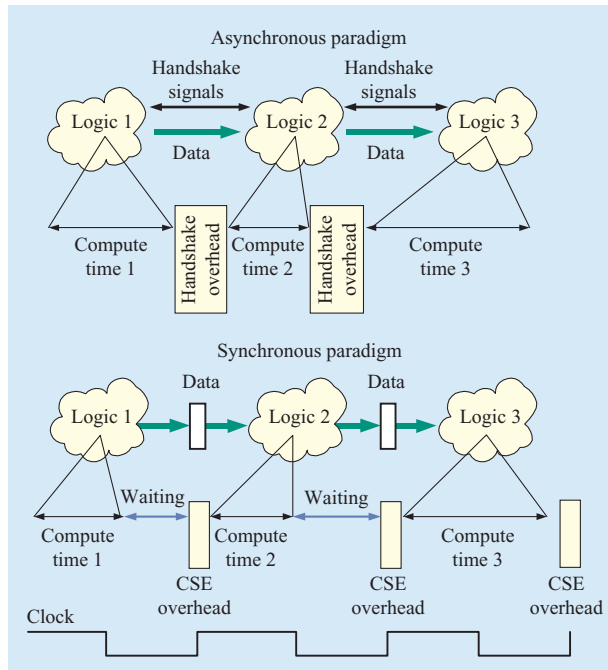 Asynchronous paradigm
Handshake
signals
Handshake
signals
Logic 1
Logic 2
Logic 3
Data
Data
Compute
time 1
Handshake
overhead
Compute
time 2
Handshake
overhead
Compute
time 3
Synchronous paradigm
Data
Data
Logic 1
Logic 2
Logic 3
Waiting
Waiting
Compute
time 1
Compute
time 2
Compute
time 3
CSE
overhead
CSE
overhead
CSE
overhead
Clock